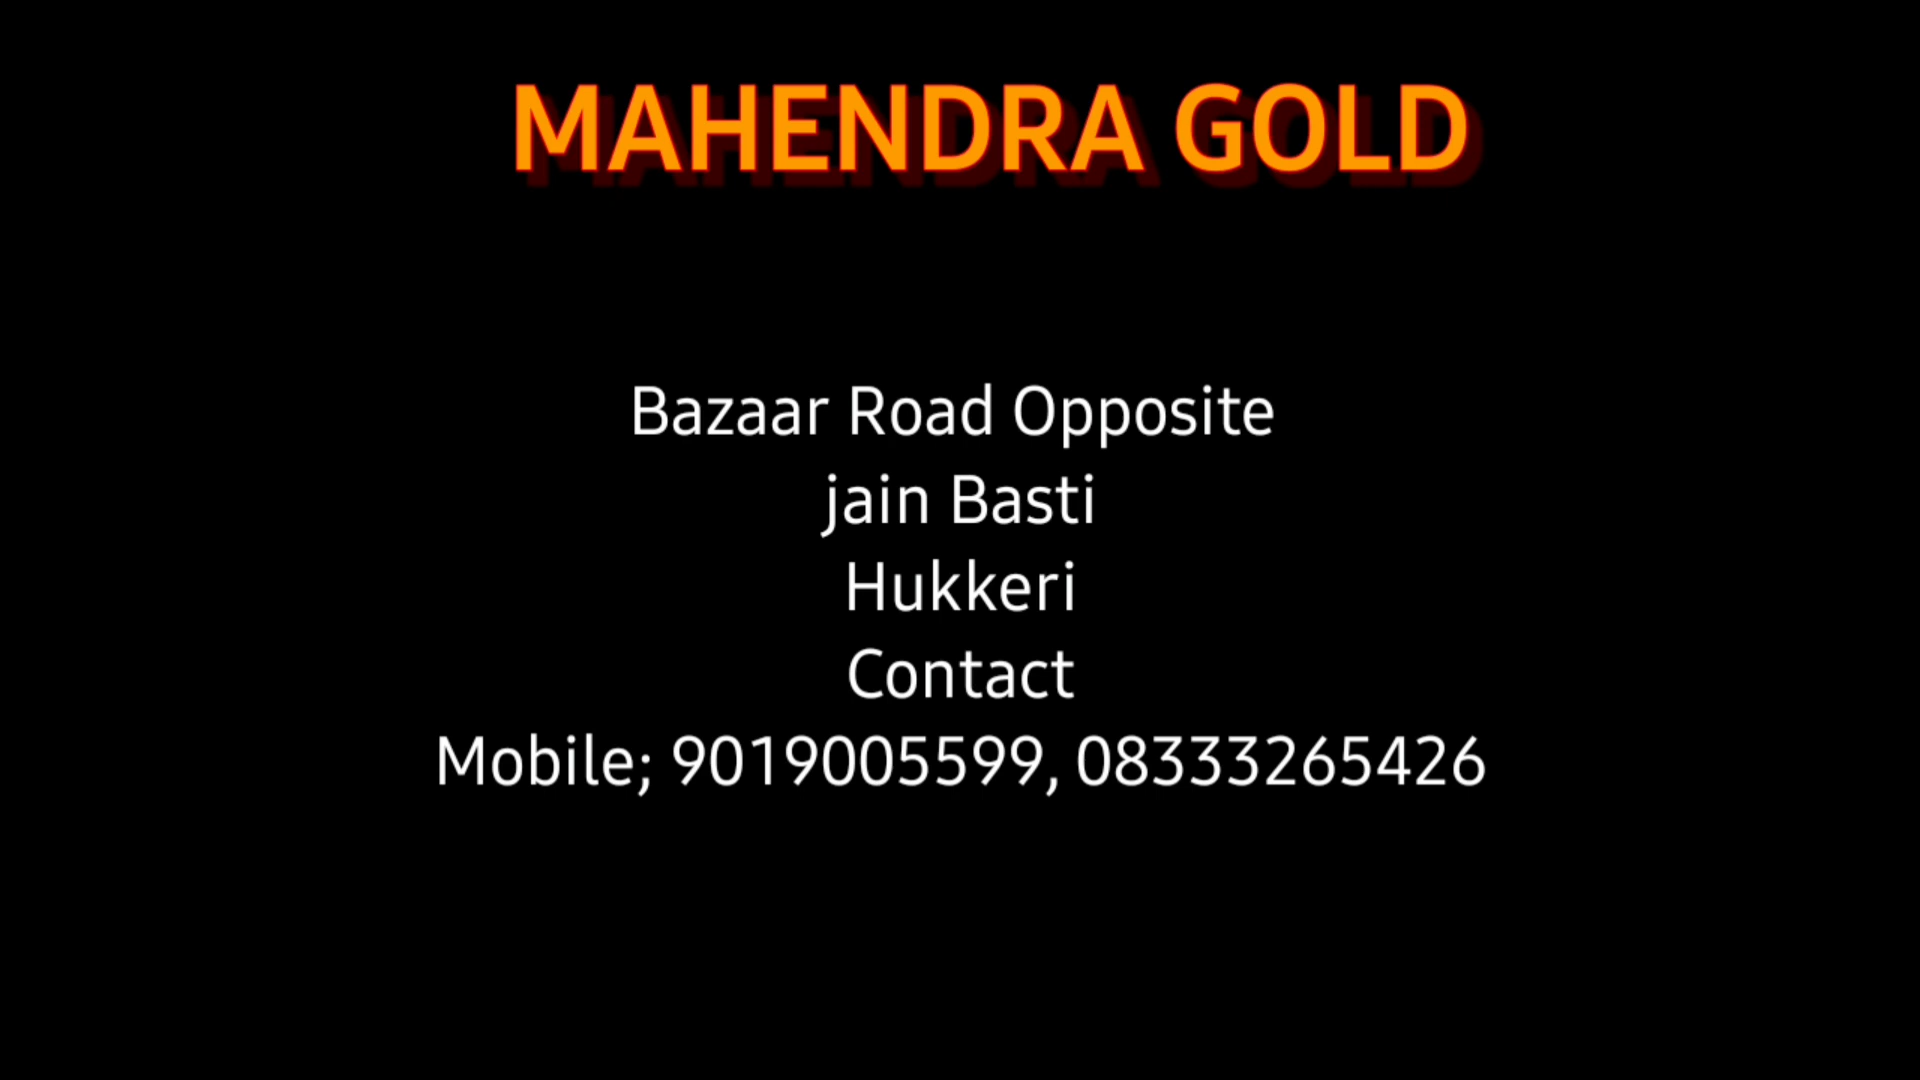 MAHENDRA GOLD
Bazaar Road Opposite
jain Basti
Hukkeri
Contact
Mobile; 9019005599, 08333265426